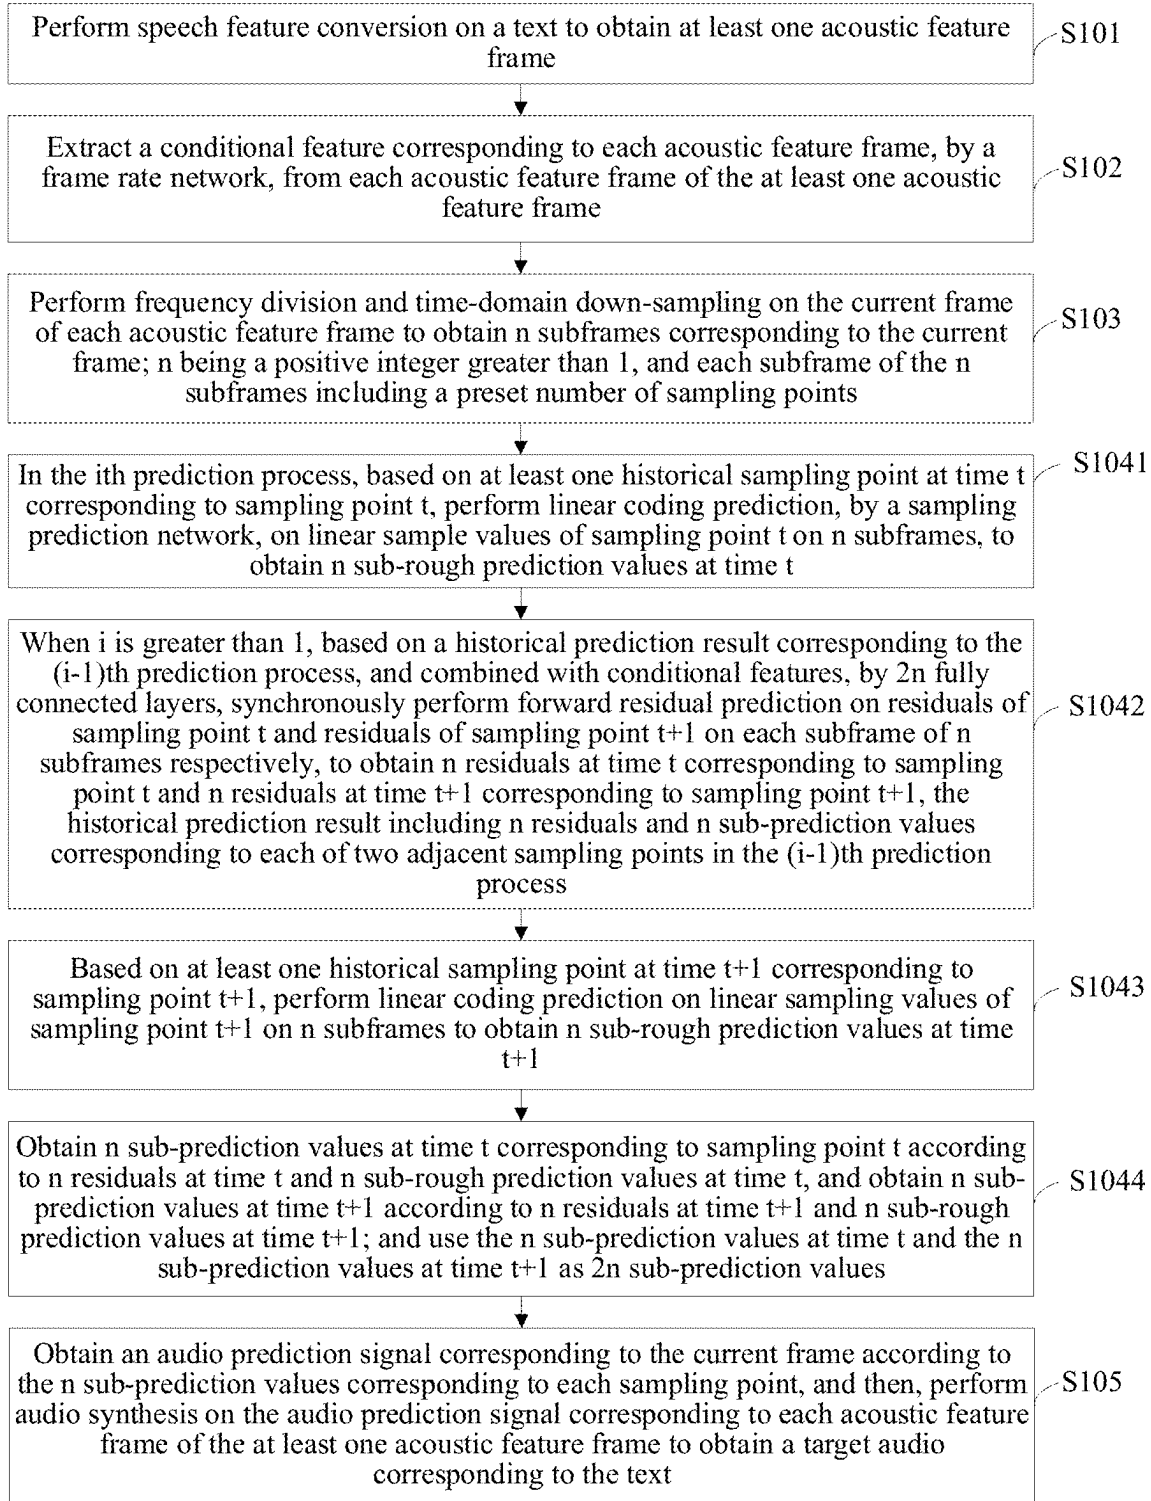 Perform speech feature conversion on a text to obtain at least one acoustic feature
frame
S101
Extract a conditional feature corresponding to each acoustic feature frame, by a
frame rate network, from each acoustic feature frame of the at least one acoustic
feature frame
S102
Perform frequency division and time-domain down-sampling on the current frame
of each acoustic feature frame to obtain n subframes corresponding to the current
frame; n being a positive integer greater than 1, and each subframe of the n
subframes including a preset number of sampling points
S103
In the ith prediction process, based on at least one historical sampling point at time t
corresponding to sampling point t, perform linear coding prediction, by a sampling
prediction network, on linear sample values of sampling point t on n subframes, to
obtain n sub-rough prediction values at time t
S1041
When i is greater than 1, based on a historical prediction result corresponding to the
(i-1)th prediction process, and combined with conditional features, by 2n fully
connected layers, synchronously perform forward residual prediction on residuals of
sampling point t and residuals of sampling point t+1 on each subframe of n
subframes respectively, to obtain n residuals at time t corresponding to sampling
point t and n residuals at time t+1 corresponding to sampling point t+1, the
historical prediction result including n residuals and n sub-prediction values
corresponding to each of two adjacent sampling points in the (i-1)th prediction
process
S1042
Based on at least one historical sampling point at time t+1 corresponding to
sampling point t+1, perform linear coding prediction on linear sampling values of
sampling point t+1 on n subframes to obtain n sub-rough prediction values at time
t+1
S1043
Obtain n sub-prediction values at time t corresponding to sampling point t according
to n residuals at time t and n sub-rough prediction values at time t, and obtain n sub-
prediction values at time t+1 according to n residuals at time t+1 and n sub-rough
prediction values at time t+1; and use the n sub-prediction values at time t and the n
sub-prediction values at time t+1 as 2n sub-prediction values
S1044
Obtain an audio prediction signal corresponding to the current frame according to
the n sub-prediction values corresponding to each sampling point, and then, perform
audio synthesis on the audio prediction signal corresponding to each acoustic feature
frame of the at least one acoustic feature frame to obtain a target audio
corresponding to the text
S105